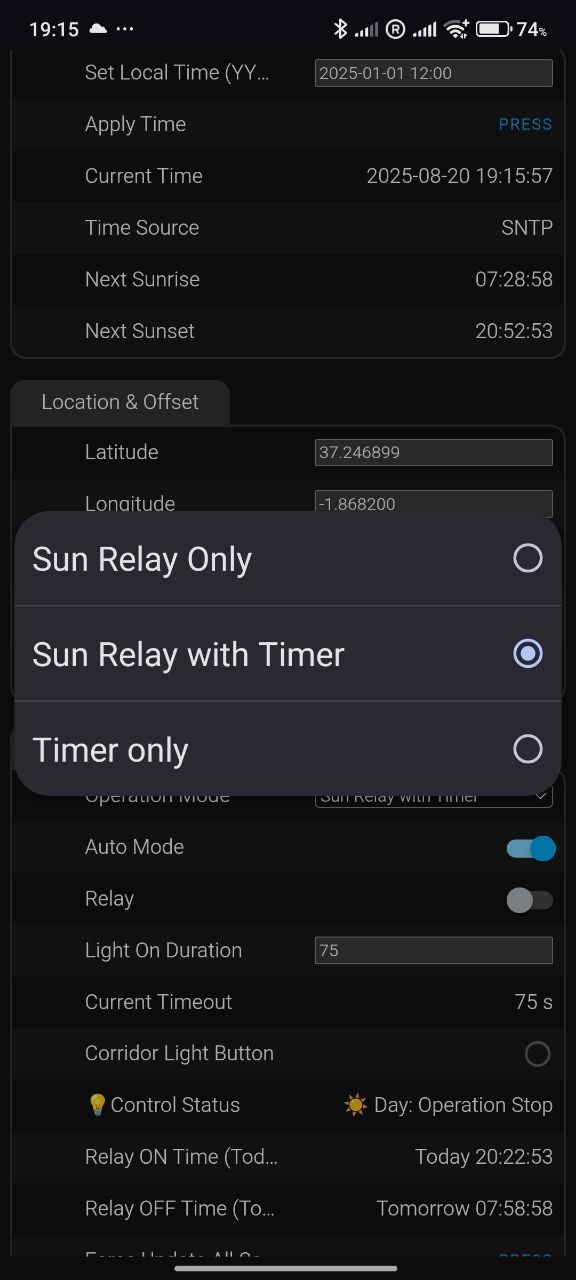 19:15
74%
Set Local Time (YY...
2025-01-01 12:00
Apply Time
PRESS
Current Time
2025-08-20 19:15:57
Time Source
SNTP
Next Sunrise
07:28:58
Next Sunset
20:52:53
Location & Offset
Latitude
37.246899
Longitude
-1.868200
Sun Relay Only
Sun Relay with Timer
Timer only
Operation Mode
Sun Relay with Timer
Auto Mode
Relay
Light On Duration
75
Current Timeout
75 s
Corridor Light Button
Control Status
Day: Operation Stop
Relay ON Time (Tod...
Today 20:22:53
Relay OFF Time (To...
Tomorrow 07:58:58
PRESS